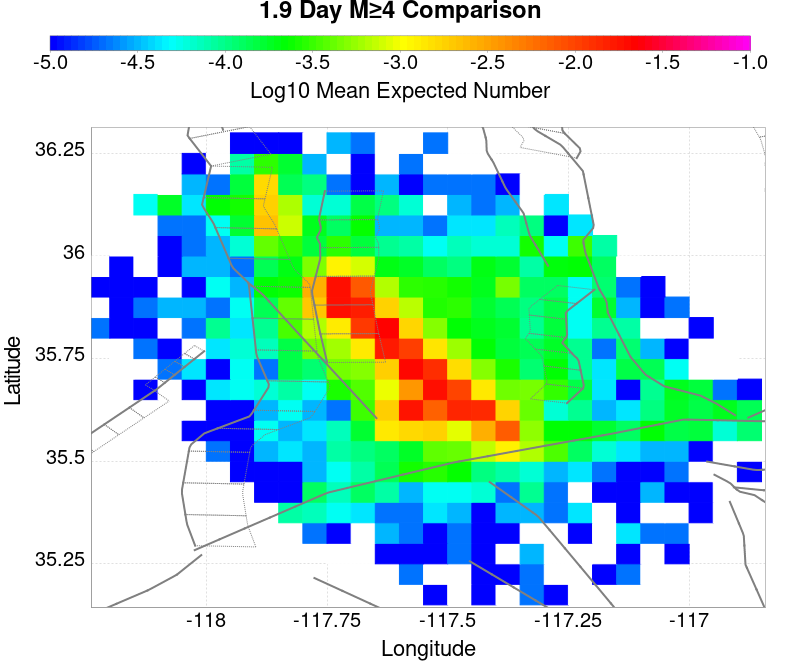 1.9 Day M≥4 Comparison
-5.0 -4.5 -4.0 -3.5 -3.0 -2.5 -2.0 -1.5 -1.0
Log10 Mean Expected Number
36.25
36
35.75
35.5
35.25
Latitude
-118 -117.75 -117.5 -117.25 -117
Longitude